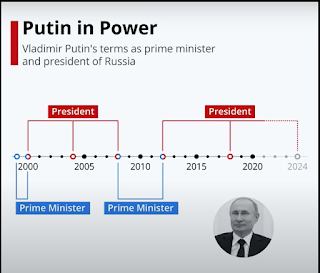 Putin in Power
Vladimir Putin's terms as prime minister
and president of Russia
President President
2000 2005 2010 2015 2020 2024
Prime Minister Prime Minister